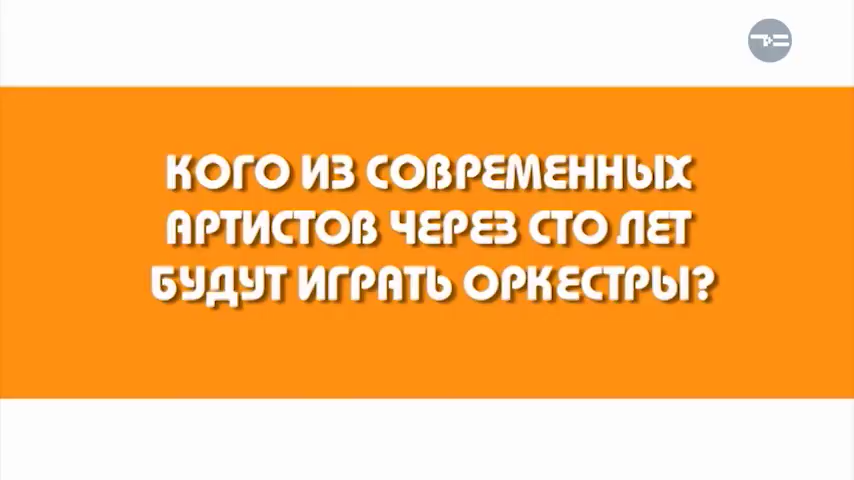 КОГО ИЗ СОВРЕМЕННЫХ
АРТИСТОВ ЧЕРЕЗ СТО ЛЕТ
БУДУТ ИГРАТЬ ОРКЕСТРЫ?